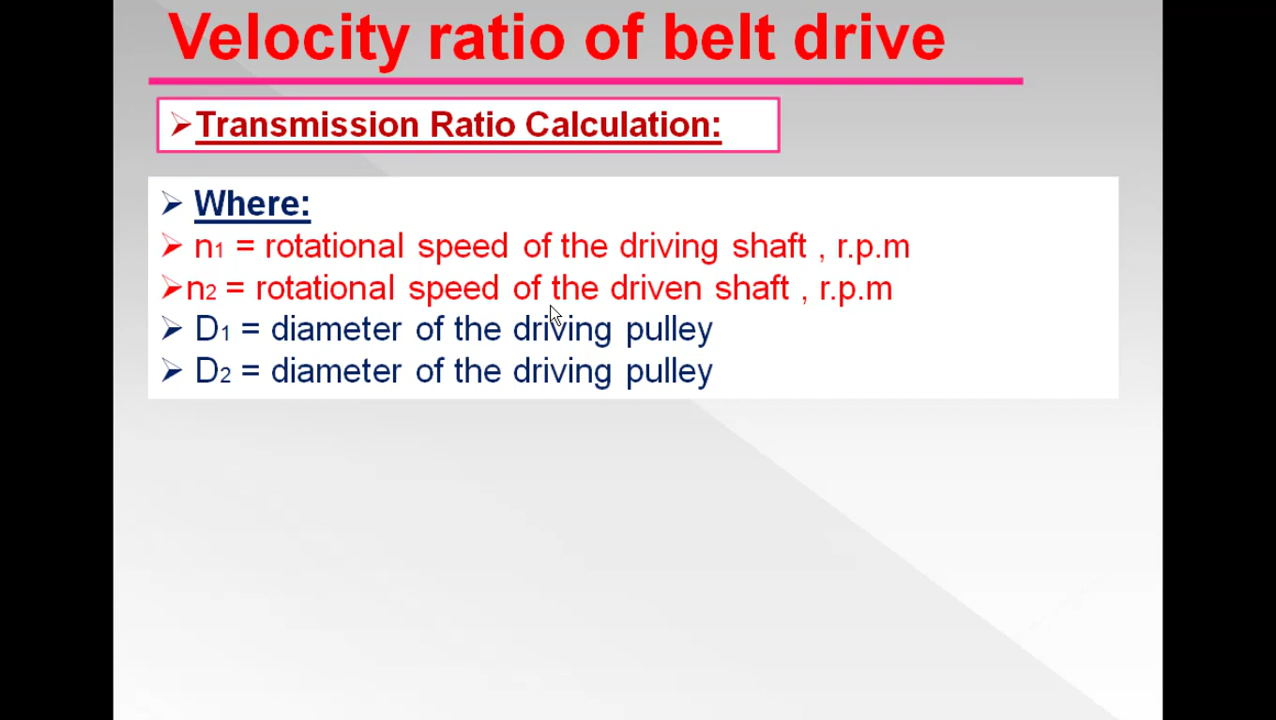 Velocity ratio of belt drive
➢Transmission Ratio Calculation:
➢ Where:
➢ n1 = rotational speed of the driving shaft , r.p.m
➢n2 = rotational speed of the driven shaft , r.p.m
➢ D1 = diameter of the driving pulley
➢ D2 = diameter of the driving pulley